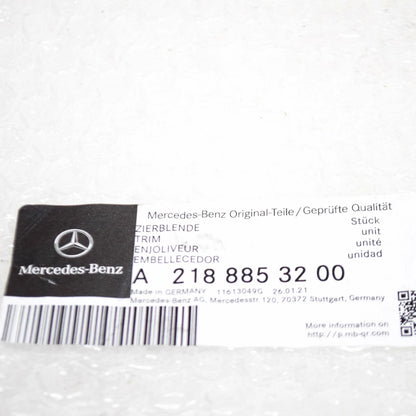 Mercedes-Benz Original-Teile/Geprüfte Qualität
ZIERBLENDE Stück
TRIM unit
ENJOLIVEUR unité
EMBELLECEDOR unidad
Mercedes-Benz
A 218 885 32 00
Made in GERMANY 11613049G 26.01.21
Mercedes-Benz AG, Mercedesstr. 120, 70372 Stuttgart, Germany
More information on
http://p.mb-qr.com